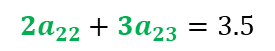 2a₂₂ + 3a₂₃ = 3.5